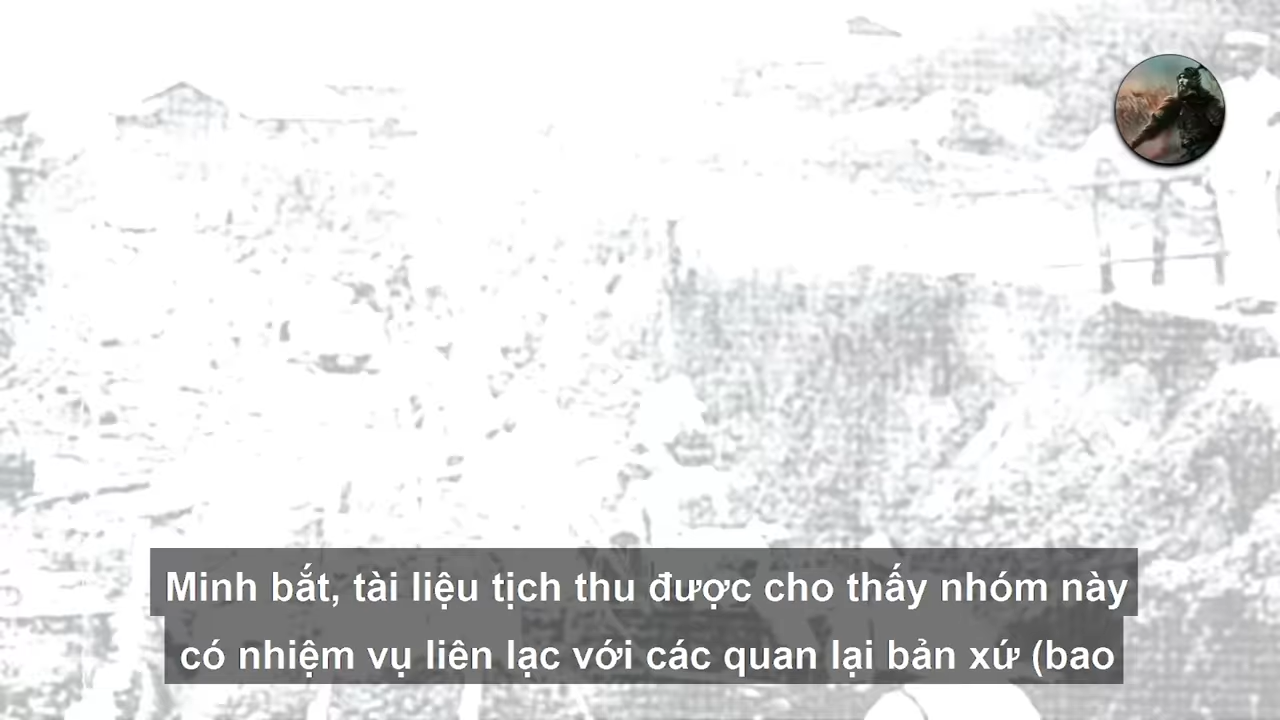 Minh bắt, tài liệu tịch thu được cho thấy nhóm này
có nhiệm vụ liên lạc với các quan lại bản xứ (bao